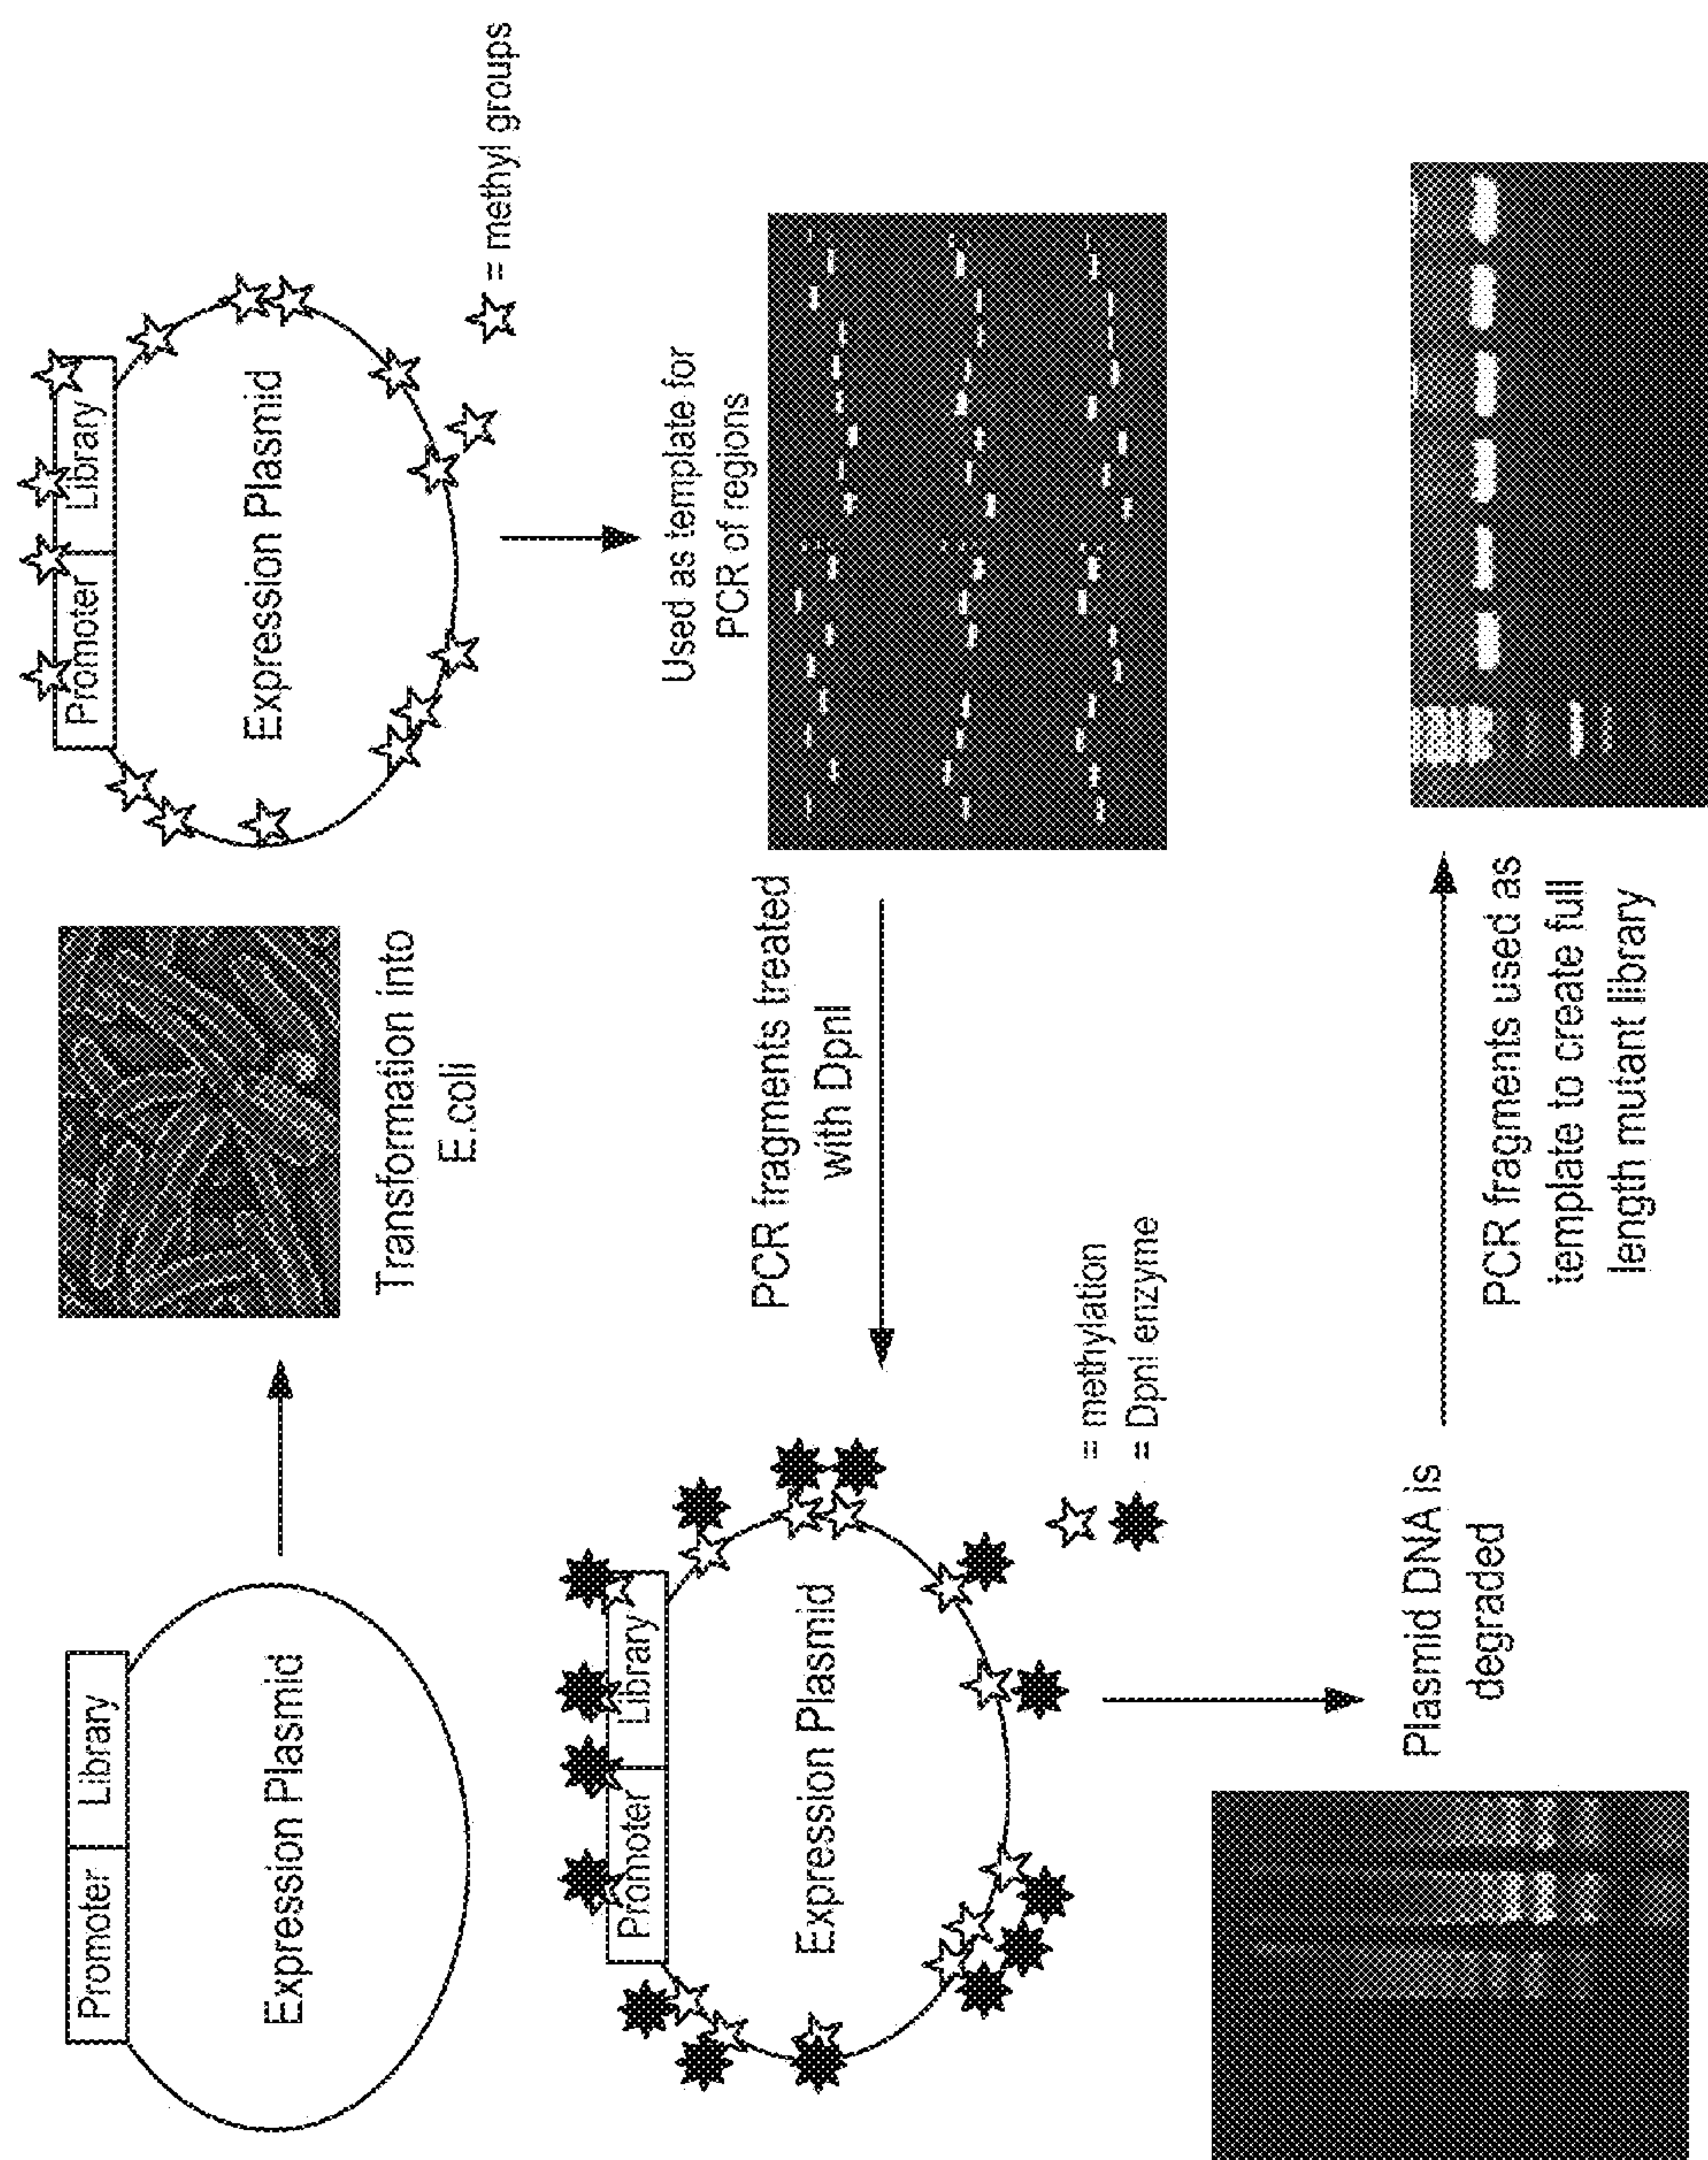 Promoter
Library
Expression Plasmid
Transformation into
E.coli
Promoter
Library
Expression Plasmid
= methyl groups
Used as template for
PCR of regions
PCR fragments treated
with DpnI
Promoter
Library
Expression Plasmid
= methylation
= DpnI enzyme
Plasmid DNA is
degraded
PCR fragments used as
template to create full
length mutant library